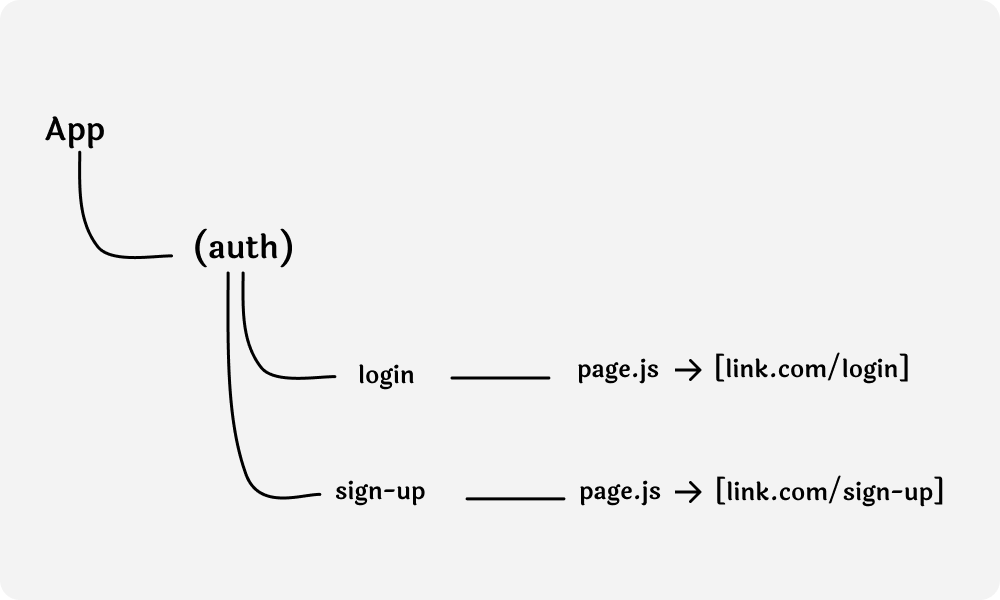 App
(auth)
login page.js → [link.com/login]
sign-up page.js → [link.com/sign-up]